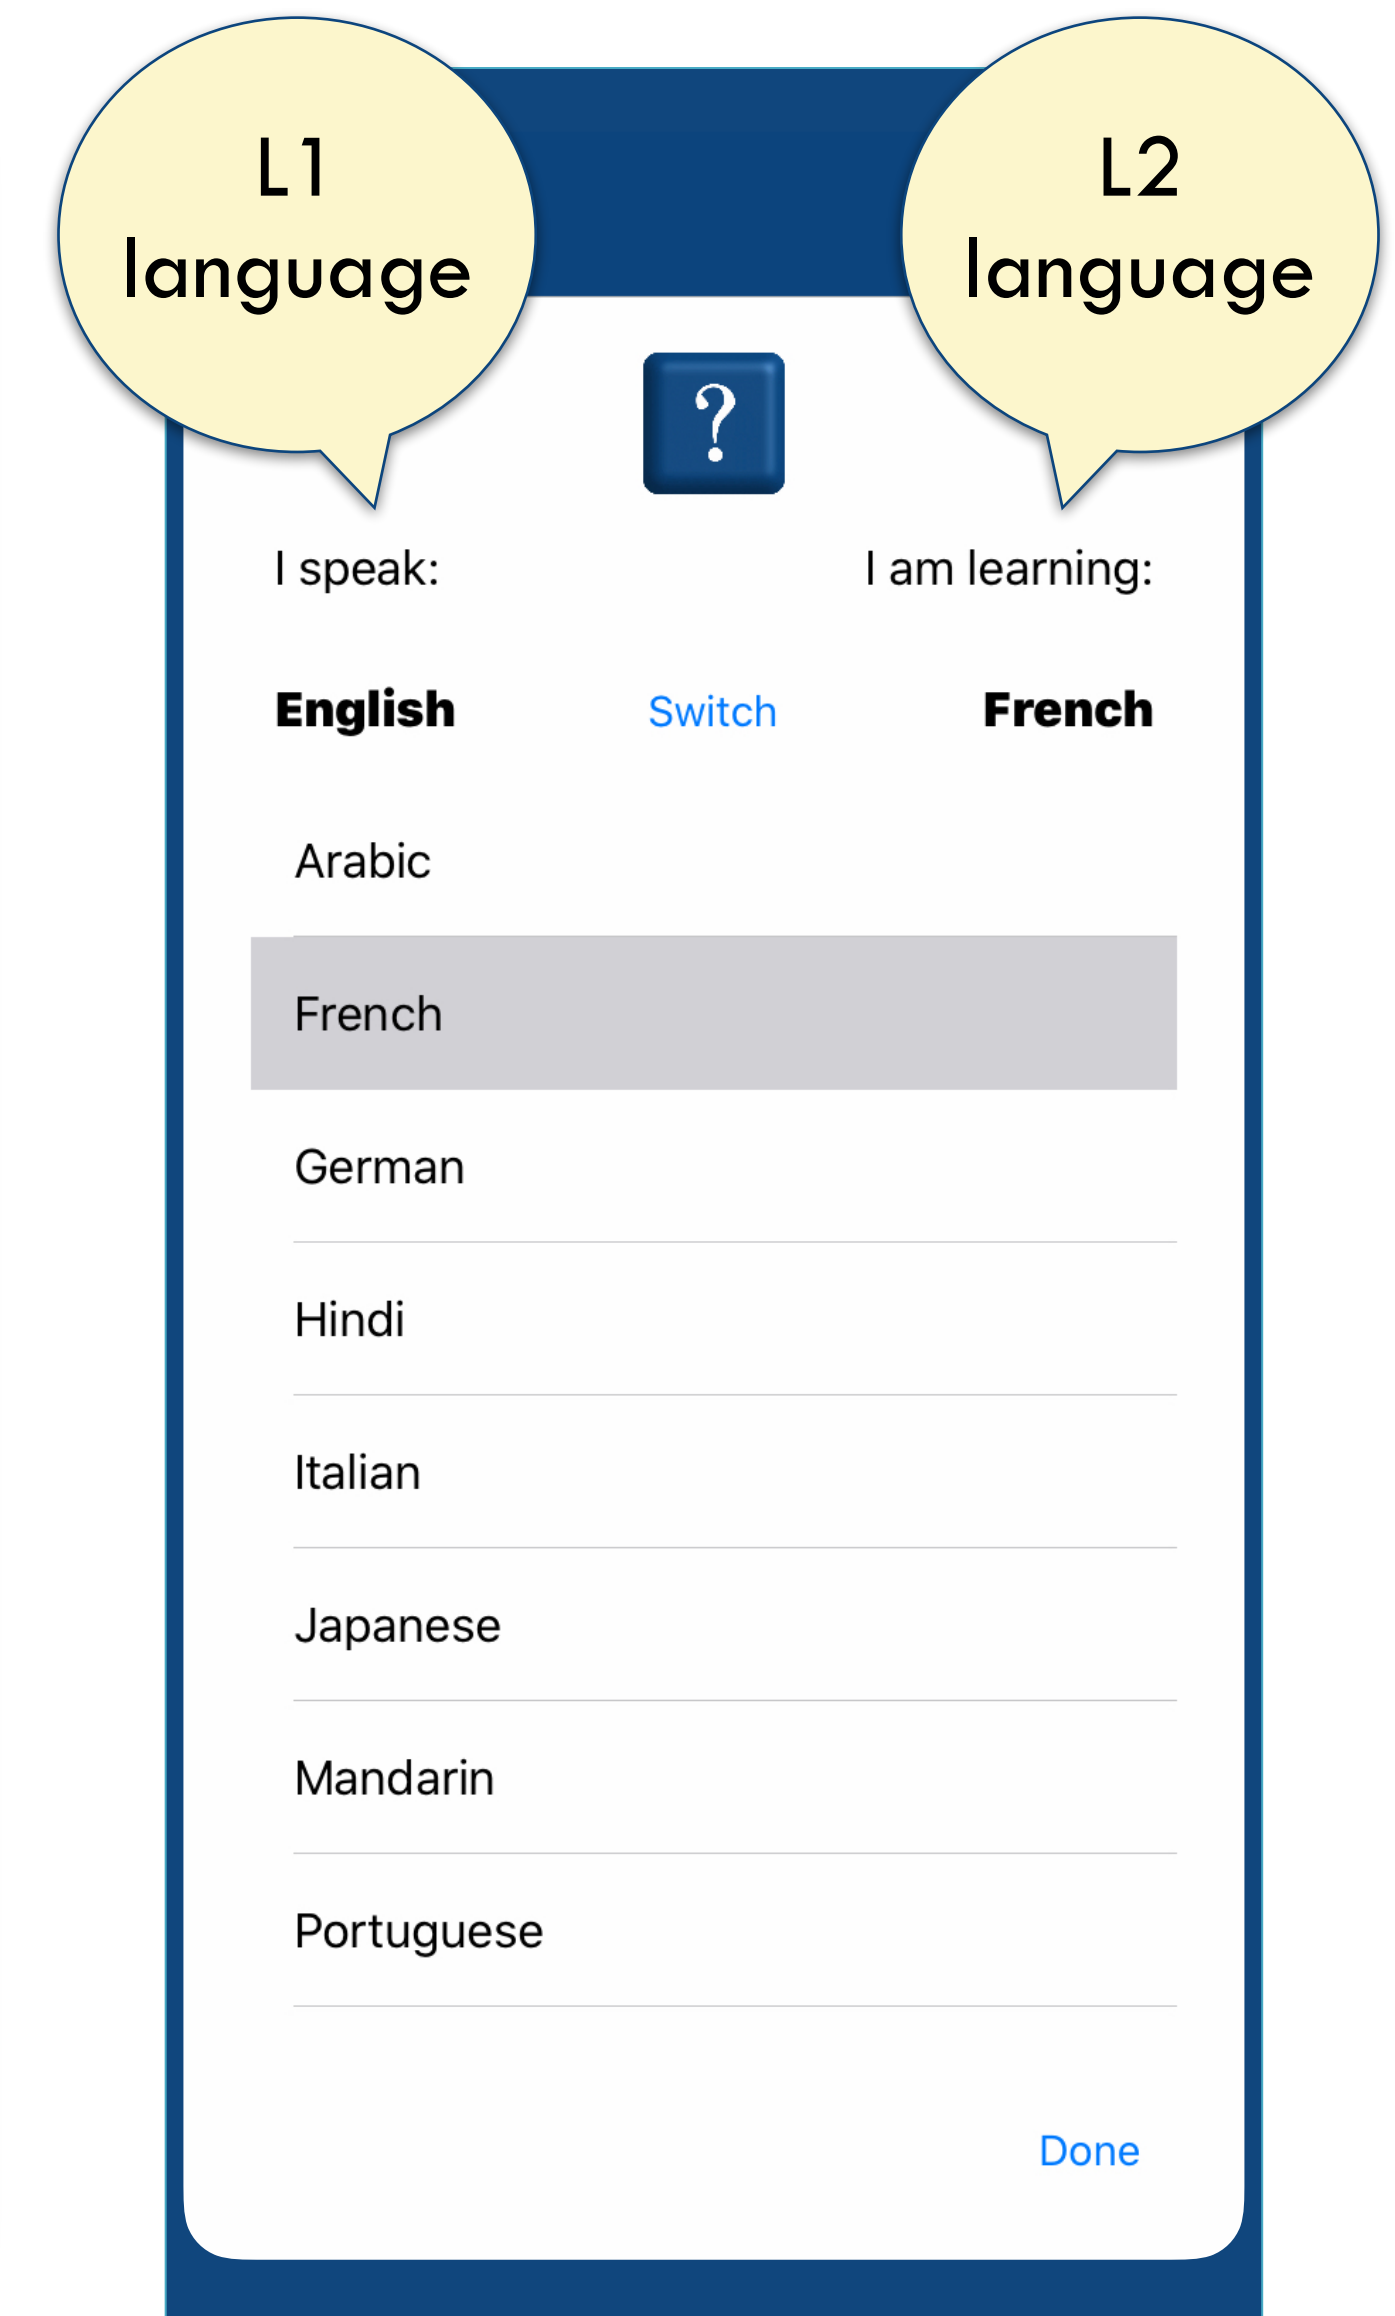 L1
language
L2
language
?
I speak:
I am learning:
English
Switch
French
Arabic
French
German
Hindi
Italian
Japanese
Mandarin
Portuguese
Done